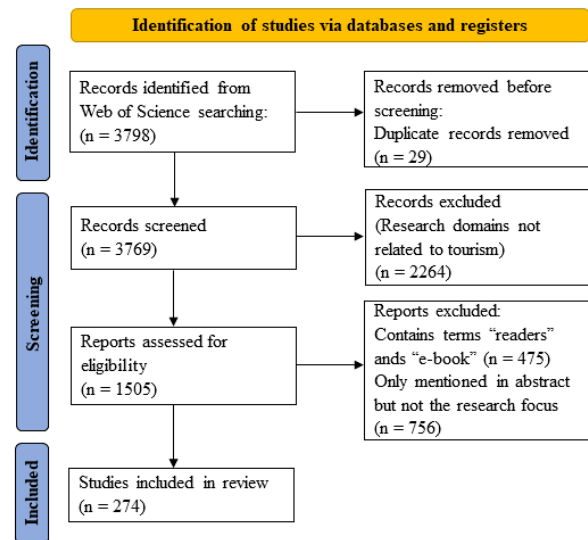 Identification of studies via databases and registers
Identification
Records identified from
Web of Science searching:
(n = 3798)
Records removed before
screening:
Duplicate records removed
(n = 29)
Screening
Records screened
(n = 3769)
Records excluded
(Research domains not
related to tourism)
(n = 2264)
Reports assessed for
eligibility
(n = 1505)
Reports excluded:
Contains terms “readers”
ands “e-book” (n = 475)
Only mentioned in abstract
but not the research focus
(n = 756)
Included
Studies included in review
(n = 274)